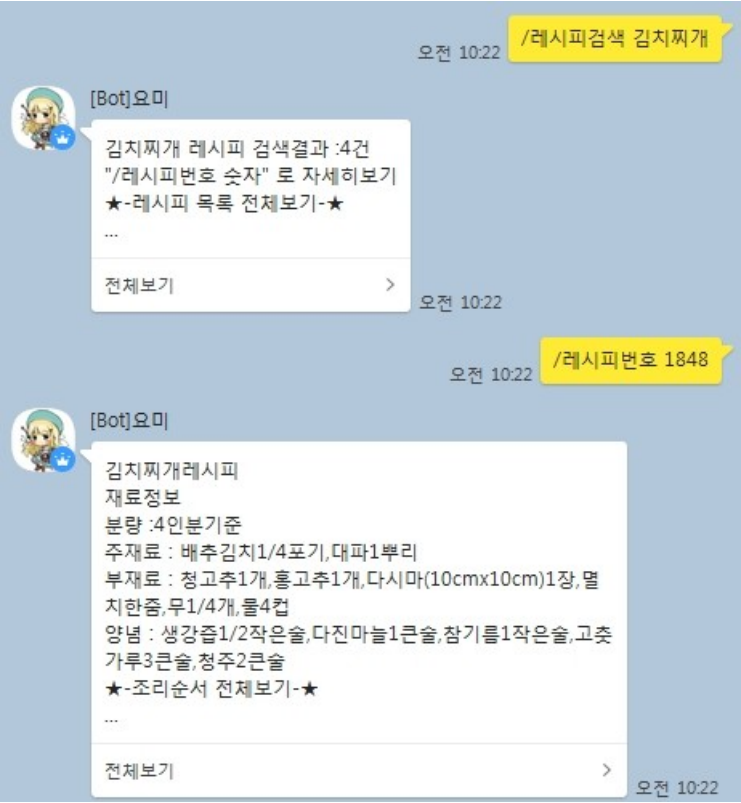 /레시피검색 김치찌개
오전 10:22
[Bot]요미
김치찌개 레시피 검색결과 :4건
"/레시피번호 숫자" 로 자세히보기
★-레시피 목록 전체보기-★
...
전체보기
오전 10:22
/레시피번호 1848
오전 10:22
[Bot]요미
김치찌개레시피
재료정보
분량 :4인분기준
주재료 : 배추김치1/4포기,대파1뿌리
부재료 : 청고추1개,홍고추1개,다시마(10cmx10cm)1장,멸
치한줌,무1/4개,물4컵
양념 : 생강즙1/2작은술,다진마늘1큰술,참기름1작은술,고춧
가루3큰술,청주2큰술
★-조리순서 전체보기-★
...
전체보기
오전 10:22